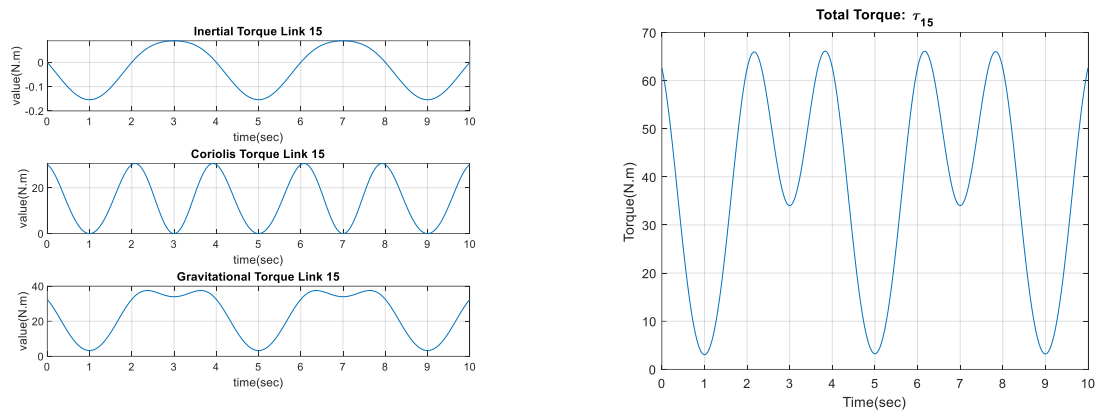 Inertial Torque Link 15
value(N.m)
0
-0.1
-0.2
0 1 2 3 4 5 6 7 8 9 10
time(sec)
Coriolis Torque Link 15
value(N.m)
20
0
0 1 2 3 4 5 6 7 8 9 10
time(sec)
Gravitational Torque Link 15
value(N.m)
40
20
0
0 1 2 3 4 5 6 7 8 9 10
time(sec)
Total Torque: τ15
Torque(N.m)
70
60
50
40
30
20
10
0
0 1 2 3 4 5 6 7 8 9 10
Time(sec)